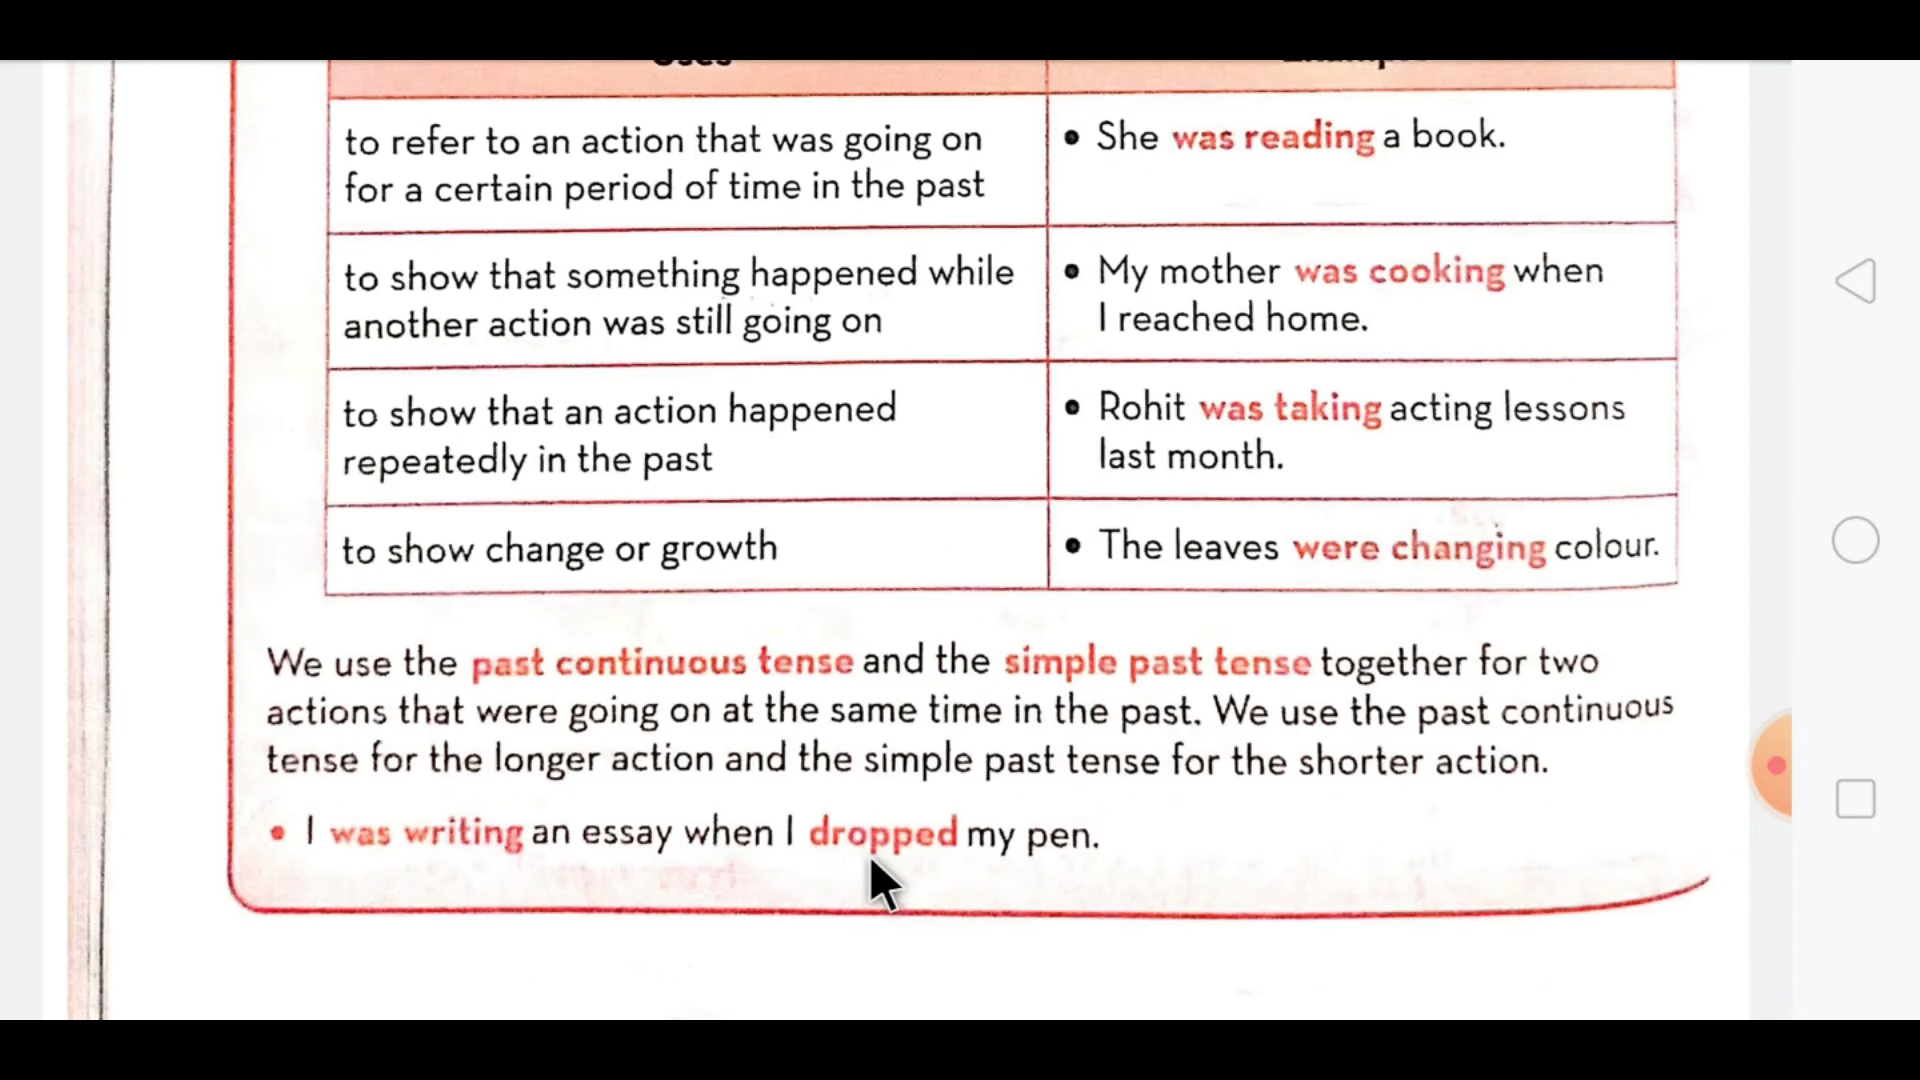 Uses
to refer to an action that was going on
for a certain period of time in the past
• She was reading a book.
to show that something happened while
another action was still going on
• My mother was cooking when
I reached home.
to show that an action happened
repeatedly in the past
• Rohit was taking acting lessons
last month.
to show change or growth
• The leaves were changing colour.
We use the past continuous tense and the simple past tense together for two
actions that were going on at the same time in the past. We use the past continuous
tense for the longer action and the simple past tense for the shorter action.
• I was writing an essay when I dropped my pen.